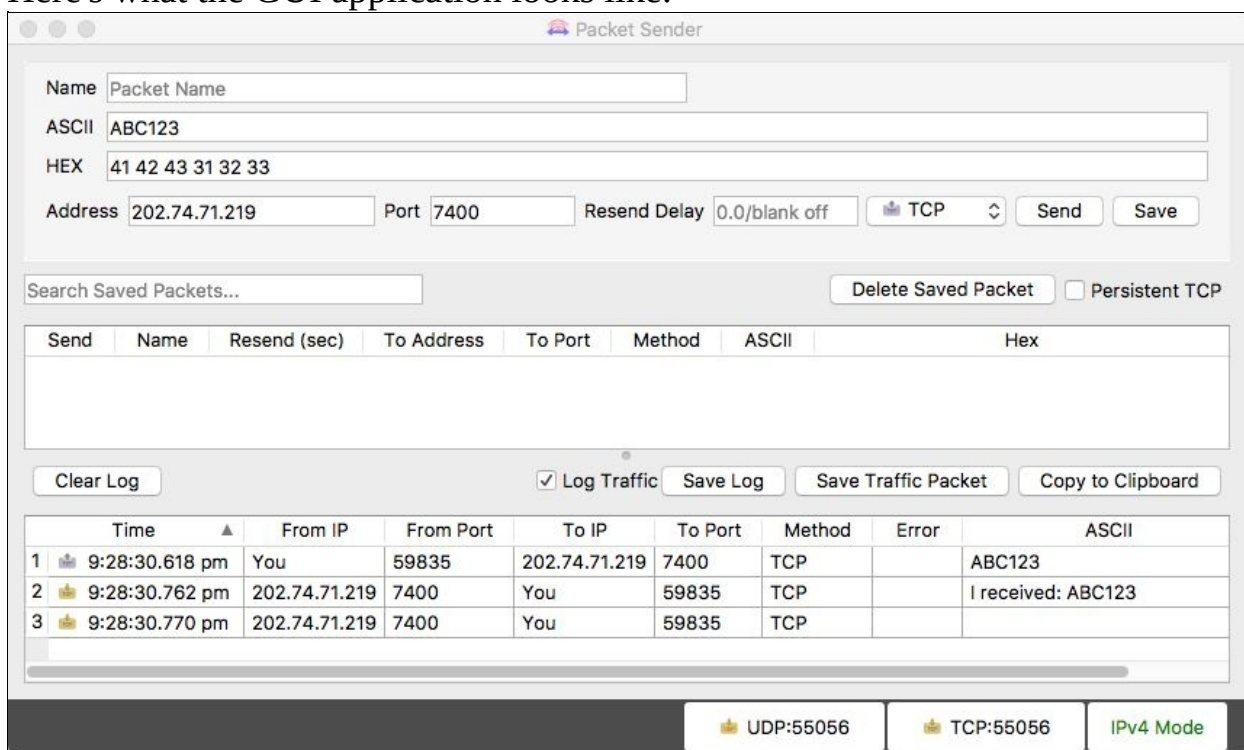 Here's what the GUI application looks like:
Packet Sender
Name Packet Name
ASCII ABC123
HEX 41 42 43 31 32 33
Address 202.74.71.219 Port 7400 Resend Delay 0.0/blank off TCP Send Save
Search Saved Packets... Delete Saved Packet Persistent TCP
Send Name Resend (sec) To Address To Port Method ASCII Hex
Clear Log Log Traffic Save Log Save Traffic Packet Copy to Clipboard
Time From IP From Port To IP To Port Method Error ASCII
1 9:28:30.618 pm You 59835 202.74.71.219 7400 TCP ABC123
2 9:28:30.762 pm 202.74.71.219 7400 You 59835 TCP I received: ABC123
3 9:28:30.770 pm 202.74.71.219 7400 You 59835 TCP
UDP:55056 TCP:55056 IPv4 Mode